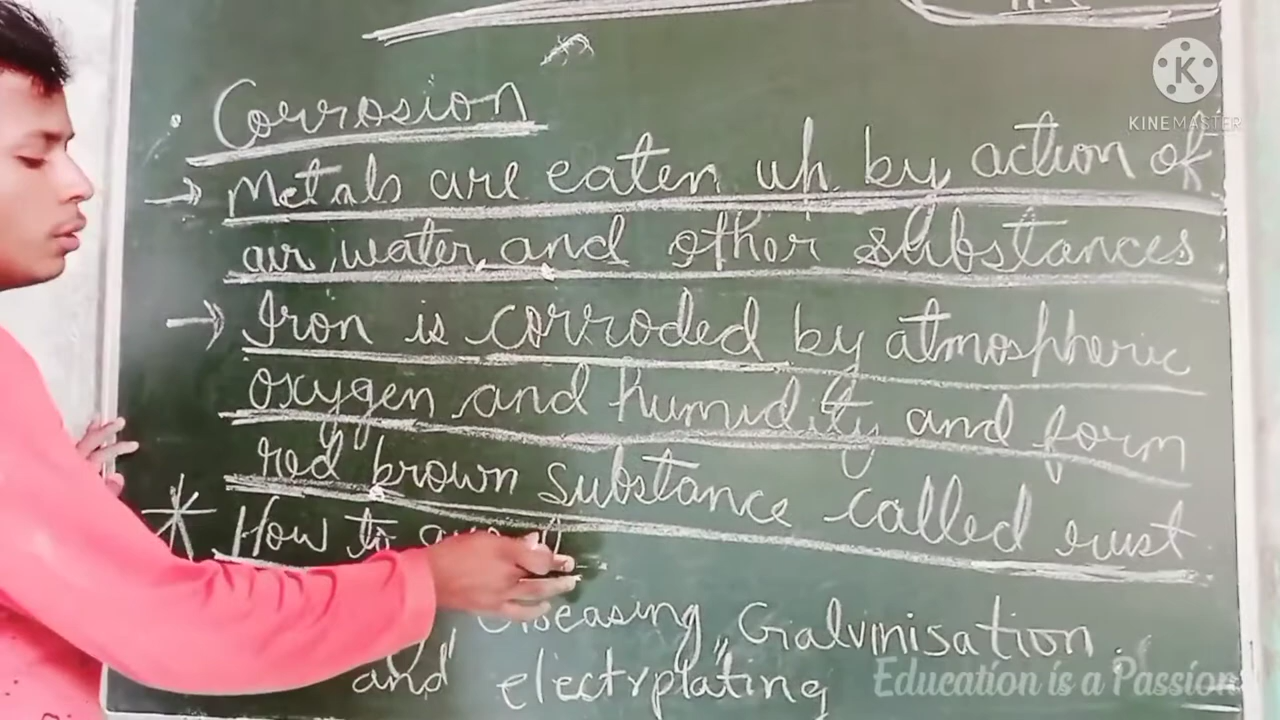 Corrosion
KINEMASTER
→ Metals are eaten up by action of
air, water, and other substances.
→ Iron is corroded by atmospheric
oxygen and humidity and form
red brown substance called rust
* How to
Galvinisation.
and electrplating
Education is a Passion